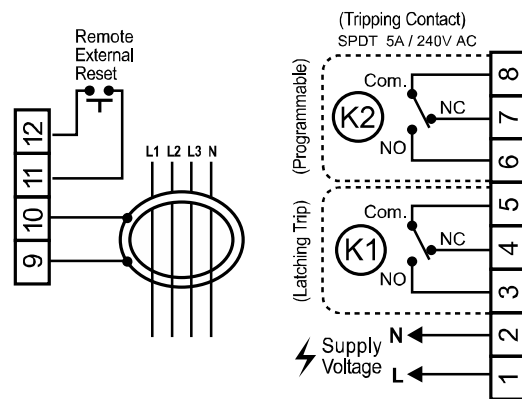 Remote
External
Reset
12
11
10
9
L1 L2 L3 N
(Tripping Contact)
SPDT 5A / 240V AC
(Programmable)
K2
Com.
NC
NO
8
7
6
(Latching Trip)
K1
Com.
NC
NO
5
4
3
Supply
Voltage
N
L
2
1